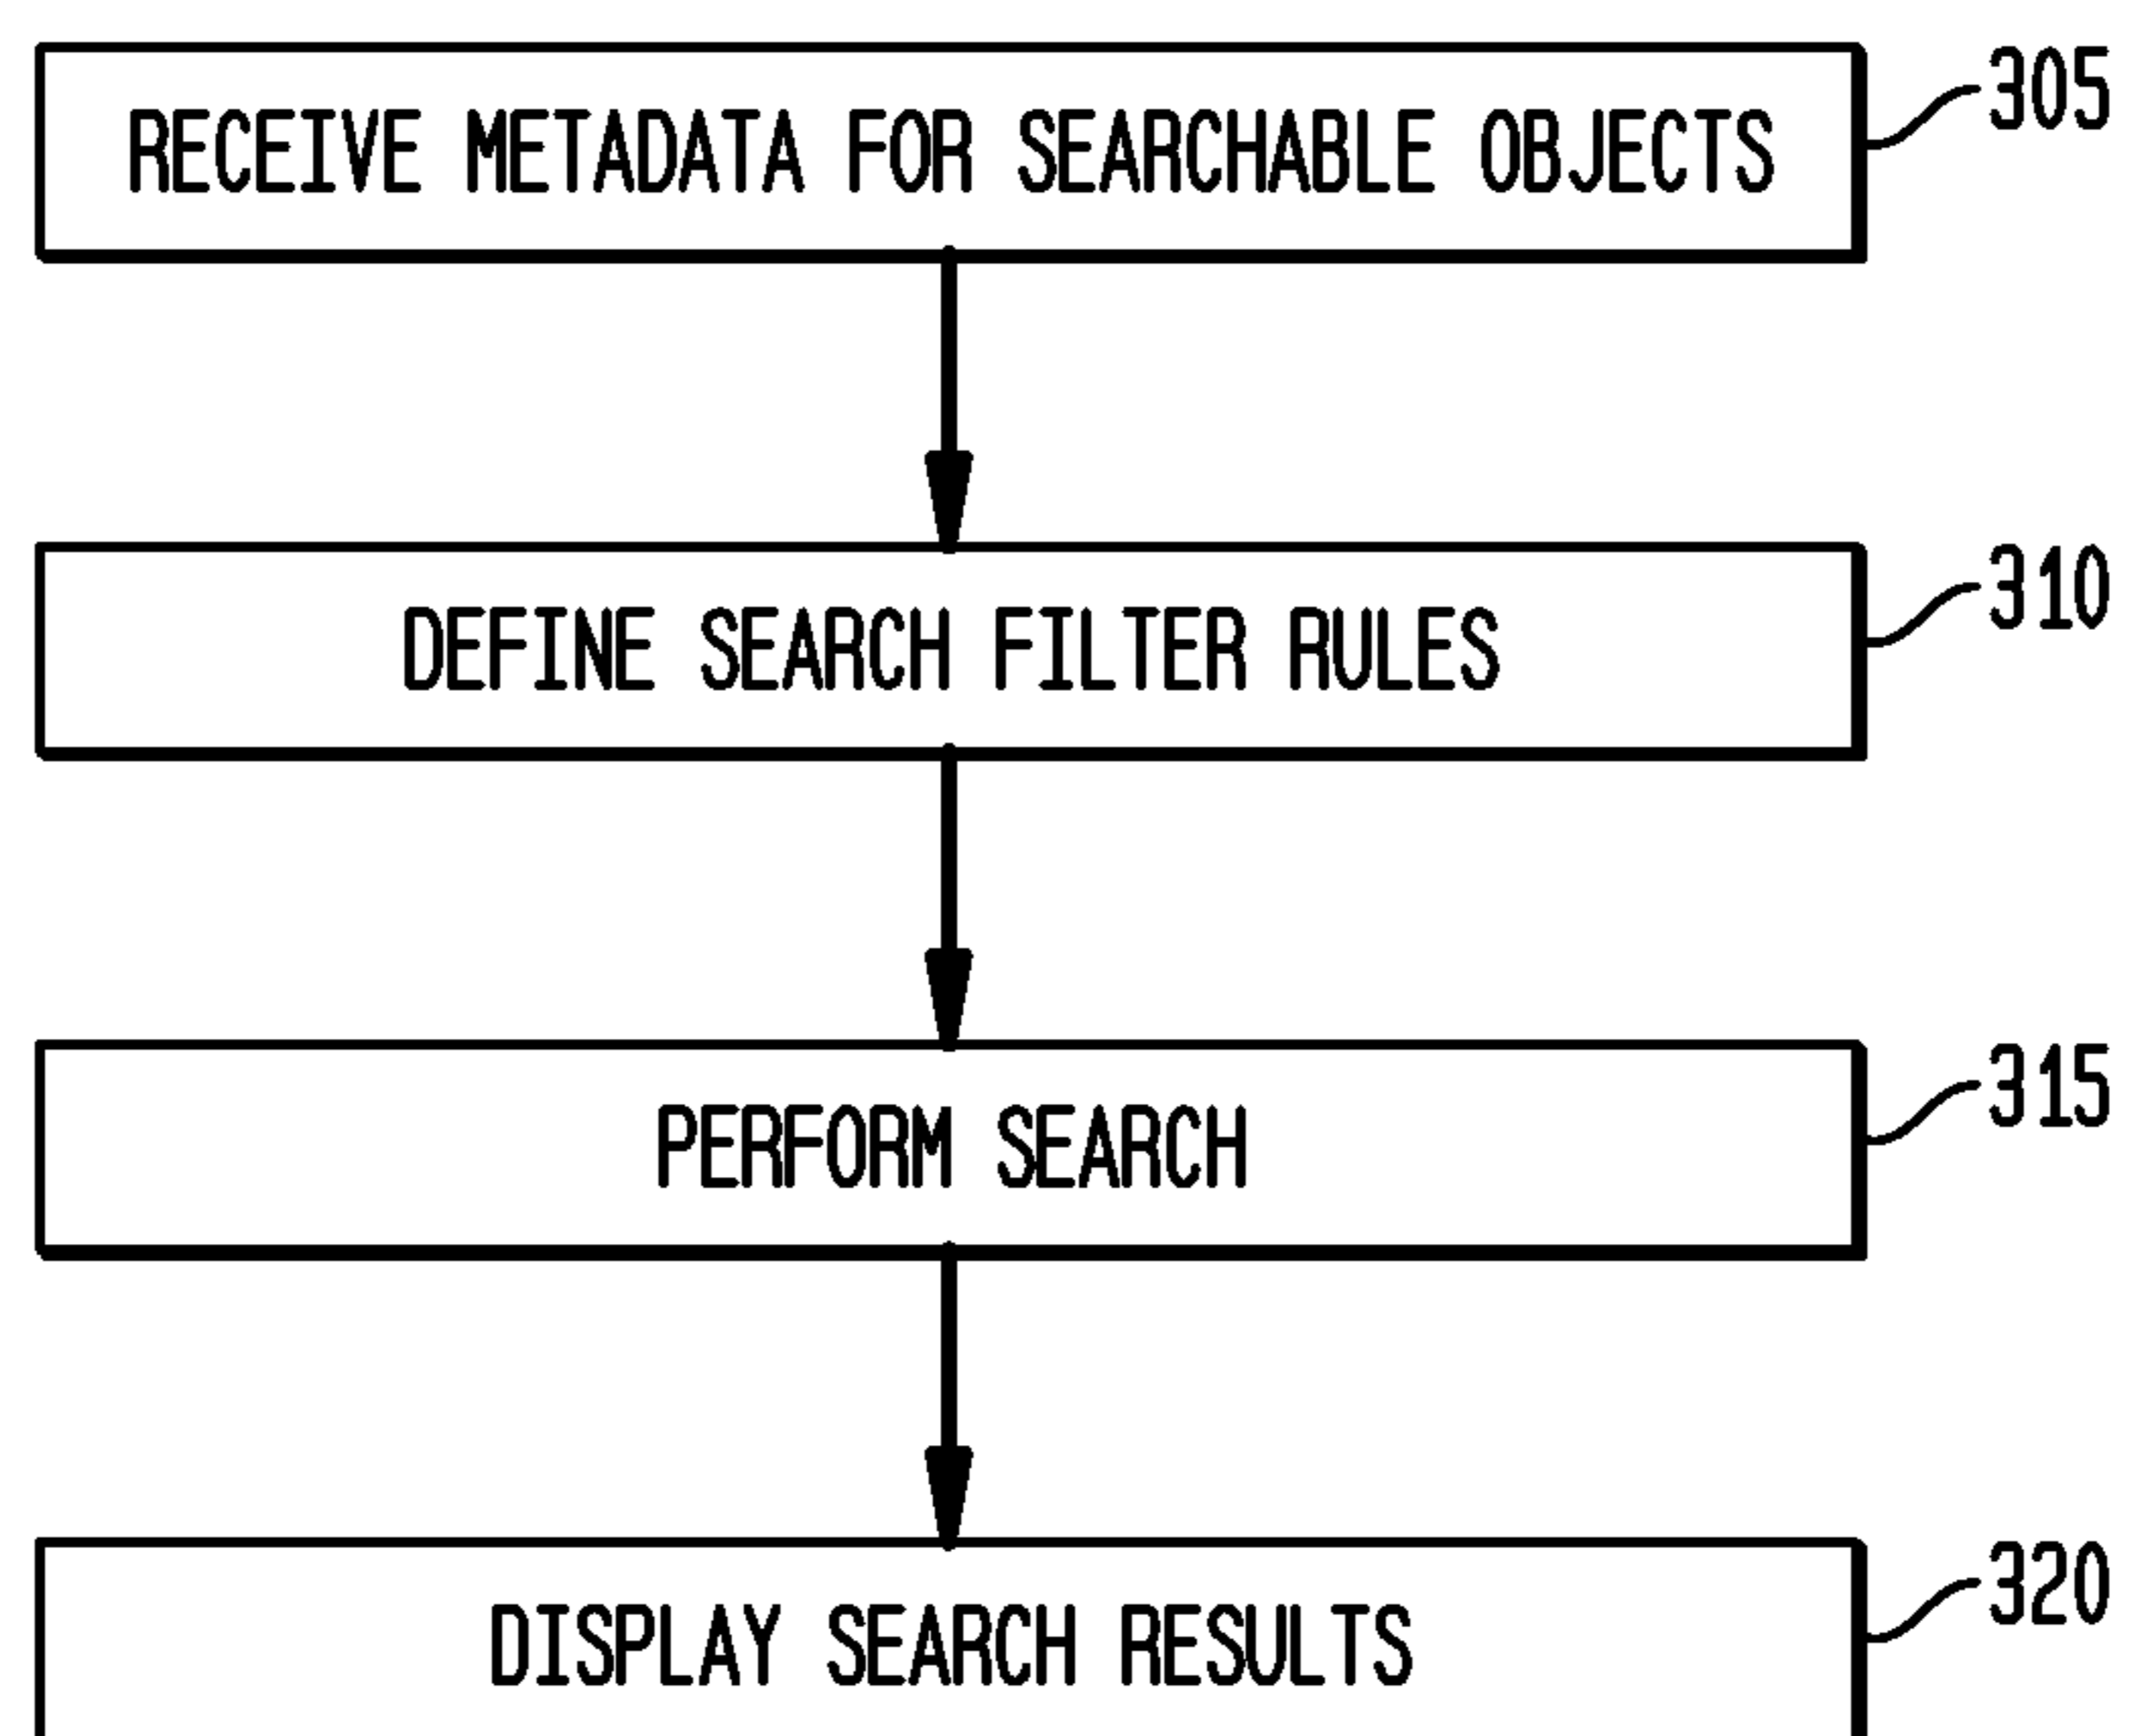 RECEIVE METADATA FOR SEARCHABLE OBJECTS
305
DEFINE SEARCH FILTER RULES
310
PERFORM SEARCH
315
DISPLAY SEARCH RESULTS
320